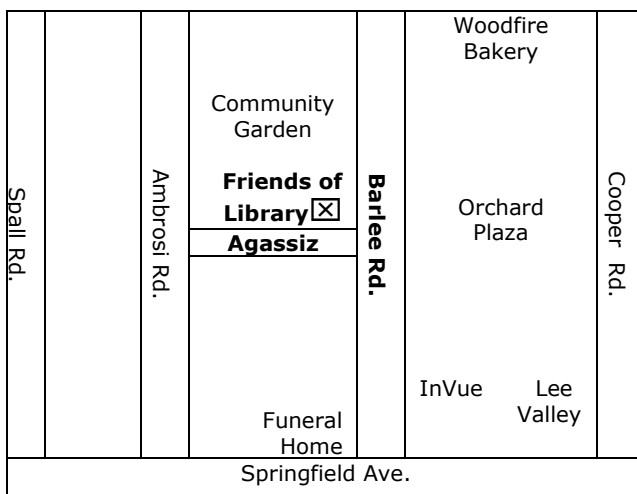 Woodfire
Bakery
Community
Garden
Spall Rd.
Ambrosi Rd.
Friends of
Library
Barlee Rd.
Orchard
Plaza
Cooper Rd.
Agassiz
InVue
Lee
Valley
Funeral
Home
Springfield Ave.